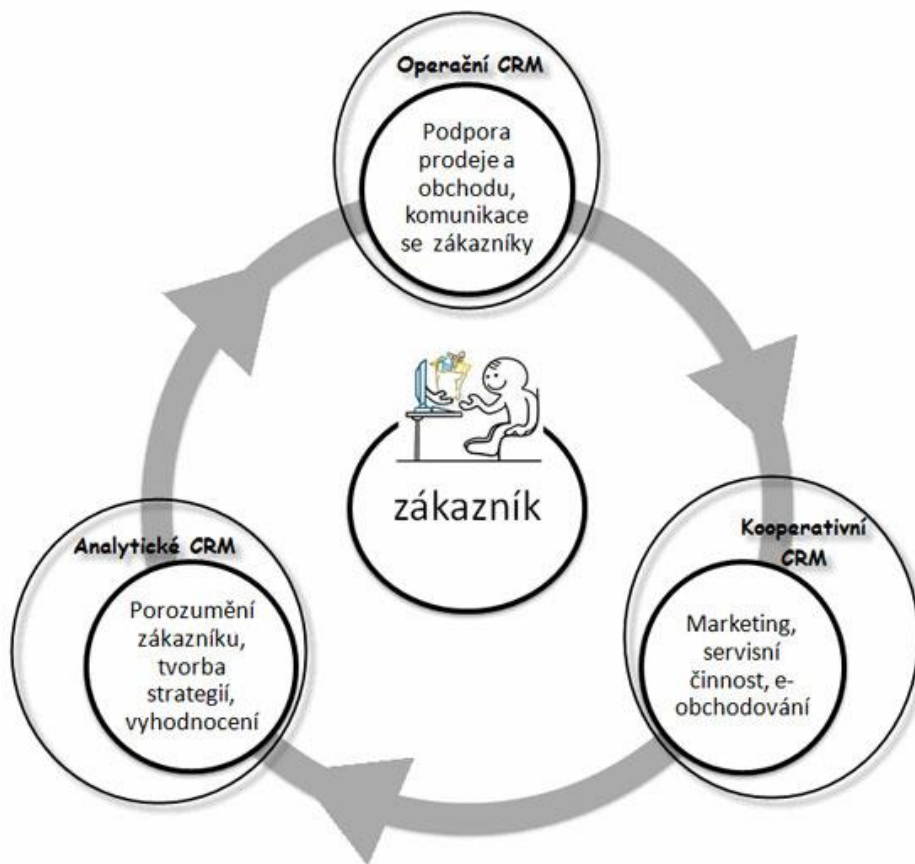 Operační CRM
Podpora
prodeje a
obchodu,
komunikace
se zákazníky
zákazník
Analytické CRM
Porozumění
zákazníku,
tvorba
strategií,
vyhodnocení
Kooperativní
CRM
Marketing,
servisní
činnost, e-
obchodování